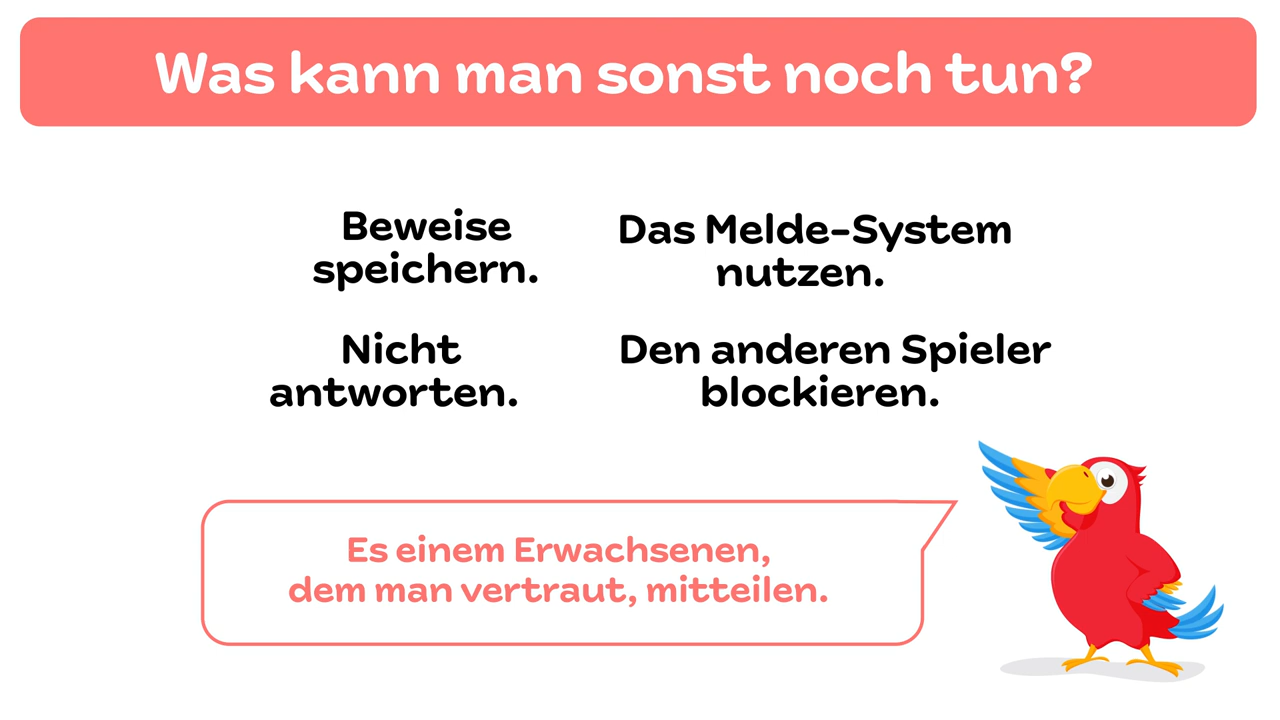 Was kann man sonst noch tun?
Beweise
speichern.
Das Melde-System
nutzen.
Nicht
antworten.
Den anderen Spieler
blockieren.
Es einem Erwachsenen,
dem man vertraut, mitteilen.